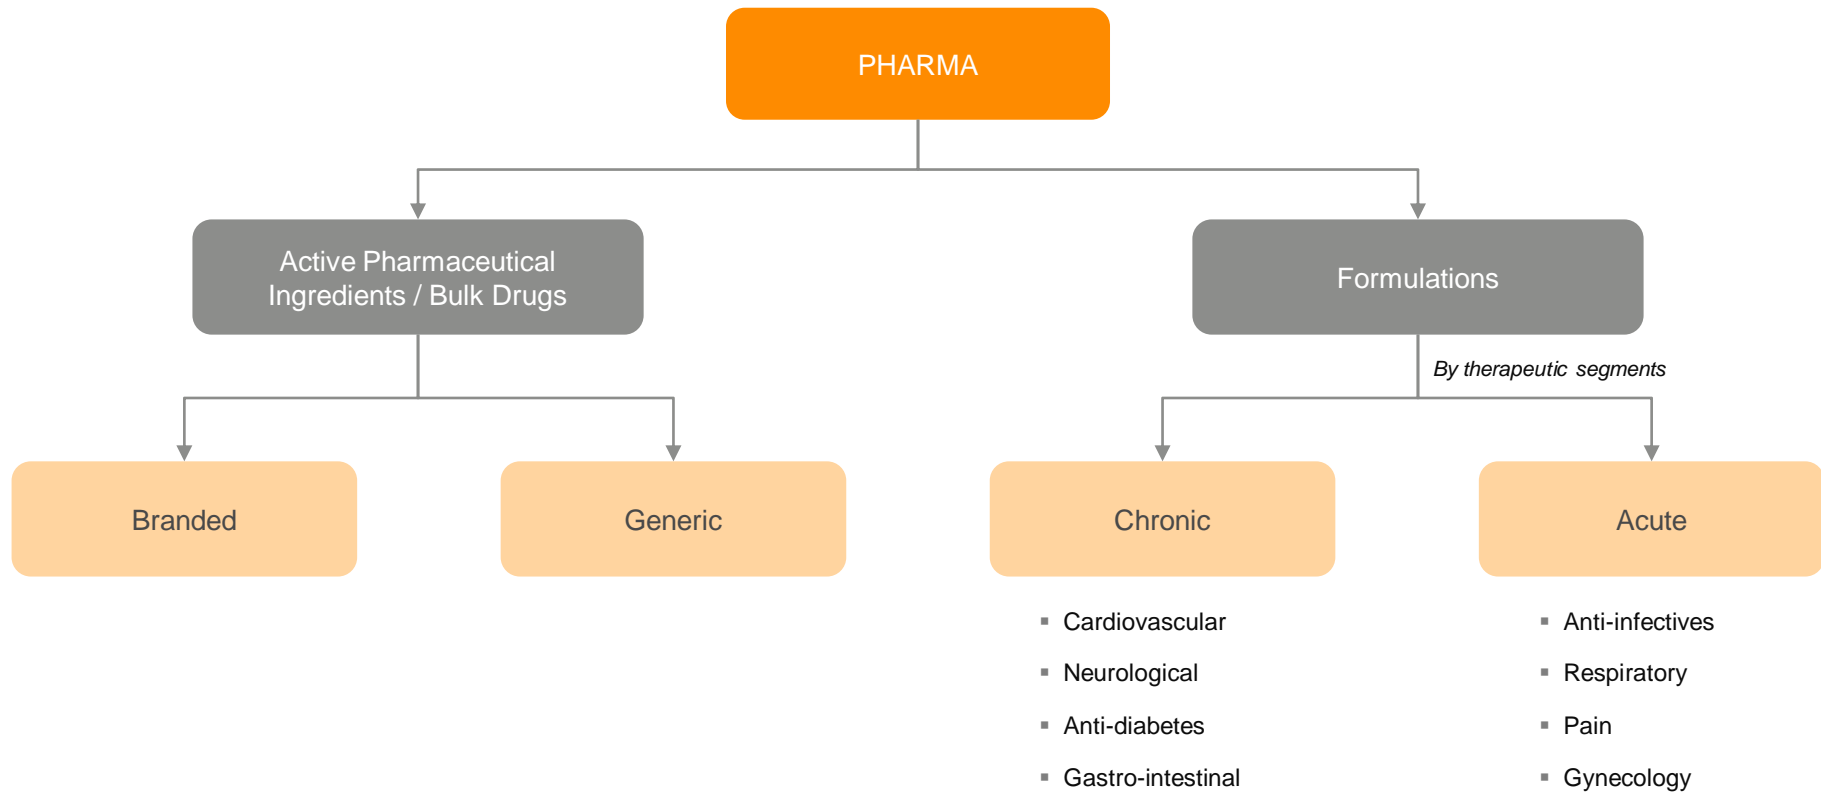 PHARMA
Active Pharmaceutical
Ingredients / Bulk Drugs
Formulations
By therapeutic segments
Branded
Generic
Chronic
Acute
▪ Cardiovascular
▪ Neurological
▪ Anti-diabetes
▪ Gastro-intestinal
▪ Anti-infectives
▪ Respiratory
▪ Pain
▪ Gynecology